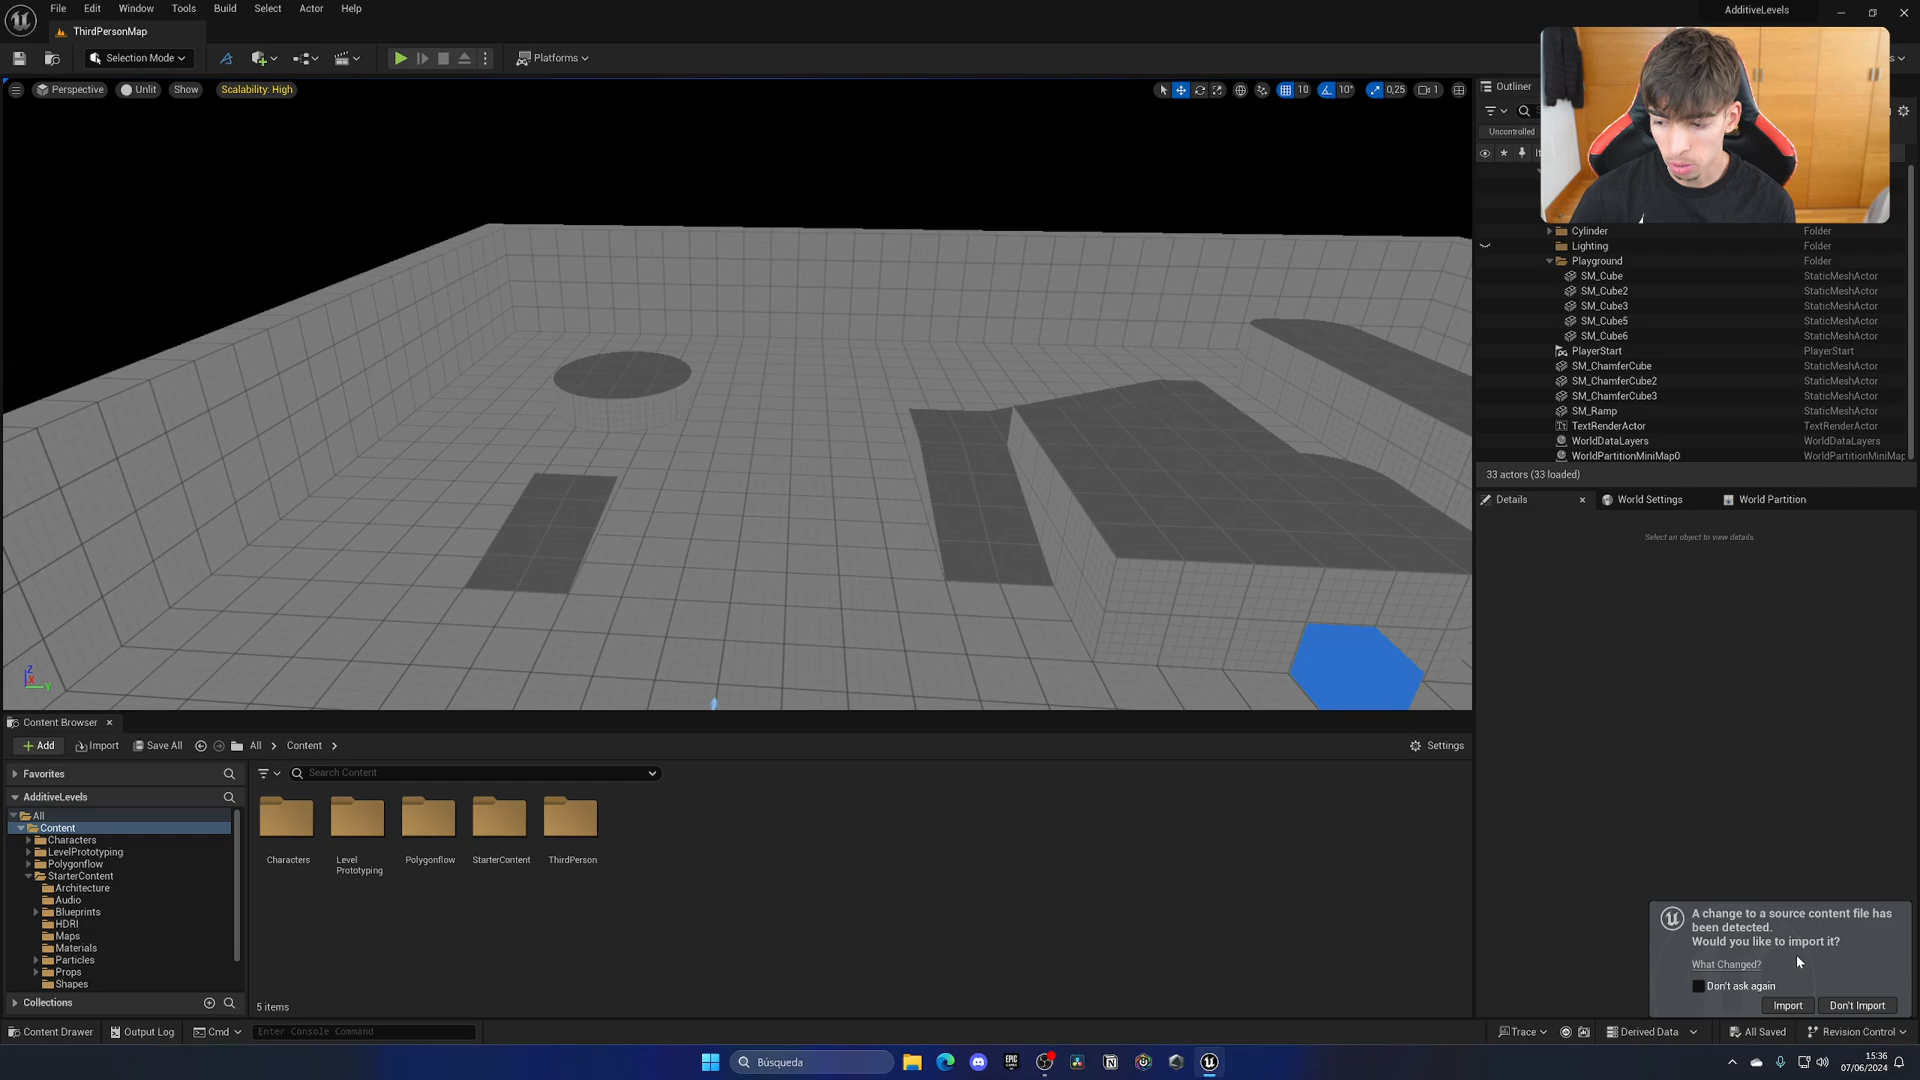 File Edit Window Tools Build Select Actor Help
AdditiveLevels
ThirdPersonMap
Selection Mode
Platforms
Perspective
Unlit
Show
Scalability: High
10
10°
0,25
1
Outliner
Uncontrolled
Cylinder Folder
Lighting Folder
Playground Folder
SM_Cube StaticMeshActor
SM_Cube2 StaticMeshActor
SM_Cube3 StaticMeshActor
SM_Cube5 StaticMeshActor
SM_Cube6 StaticMeshActor
PlayerStart PlayerStart
SM_ChamferCube StaticMeshActor
SM_ChamferCube2 StaticMeshActor
SM_ChamferCube3 StaticMeshActor
SM_Ramp StaticMeshActor
TextRenderActor TextRenderActor
WorldDataLayers WorldDataLayers
WorldPartitionMiniMap0 WorldPartitionMiniMap
33 actors (33 loaded)
Details
World Settings
World Partition
Select an object to view details.
Z
X
Y
Content Browser
Add
Import
Save All
All
Content
Settings
Favorites
Search Content
AdditiveLevels
All
Content
Characters
LevelPrototyping
Polygonflow
StarterContent
Architecture
Audio
Blueprints
HDRI
Maps
Materials
Particles
Props
Shapes
Collections
Characters
Level
Prototyping
Polygonflow
StarterContent
ThirdPerson
5 items
A change to a source content file has
been detected.
Would you like to import it?
What Changed?
Don't ask again
Import
Don't Import
Content Drawer
Output Log
Cmd
Enter Console Command
Trace
Derived Data
All Saved
Revision Control
Búsqueda
EPIC
GAMES
15:36
07/06/2024